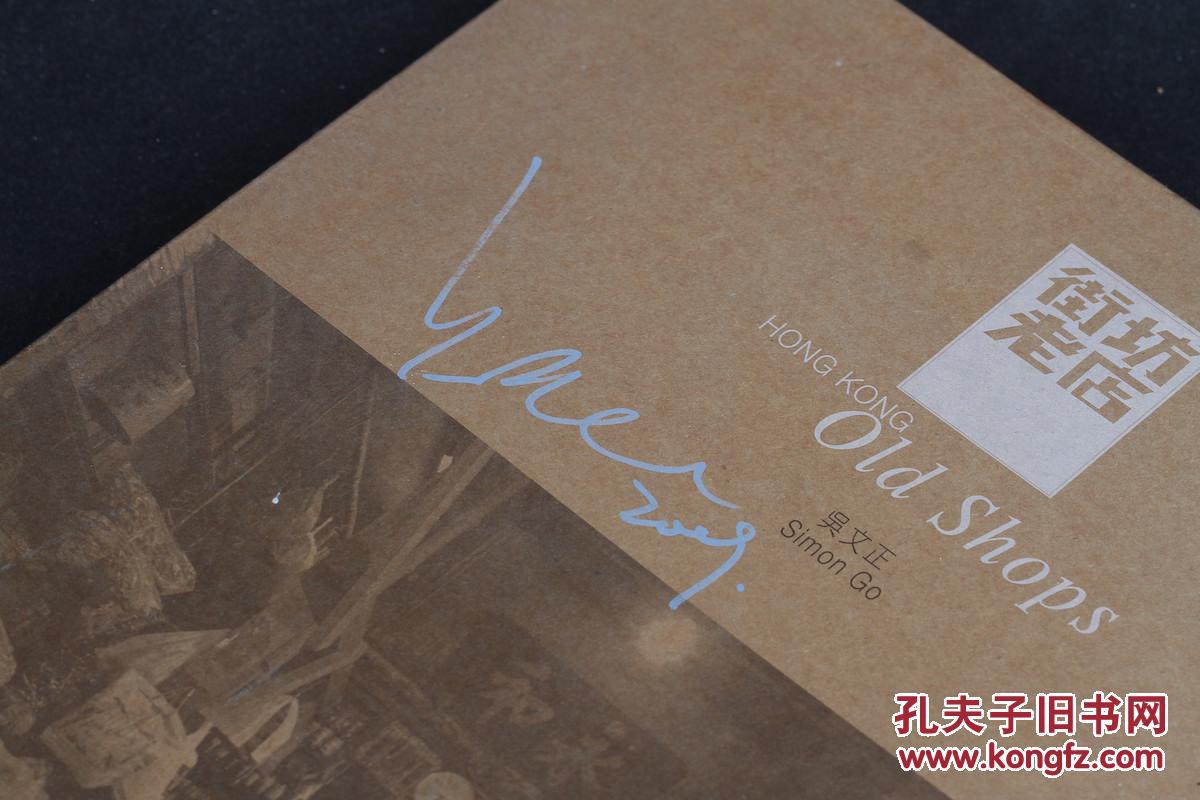 街坊
老店
HONG KONG
Old Shops
吳文正
Simon Go
2009.
孔夫子旧书网
www.kongfz.com